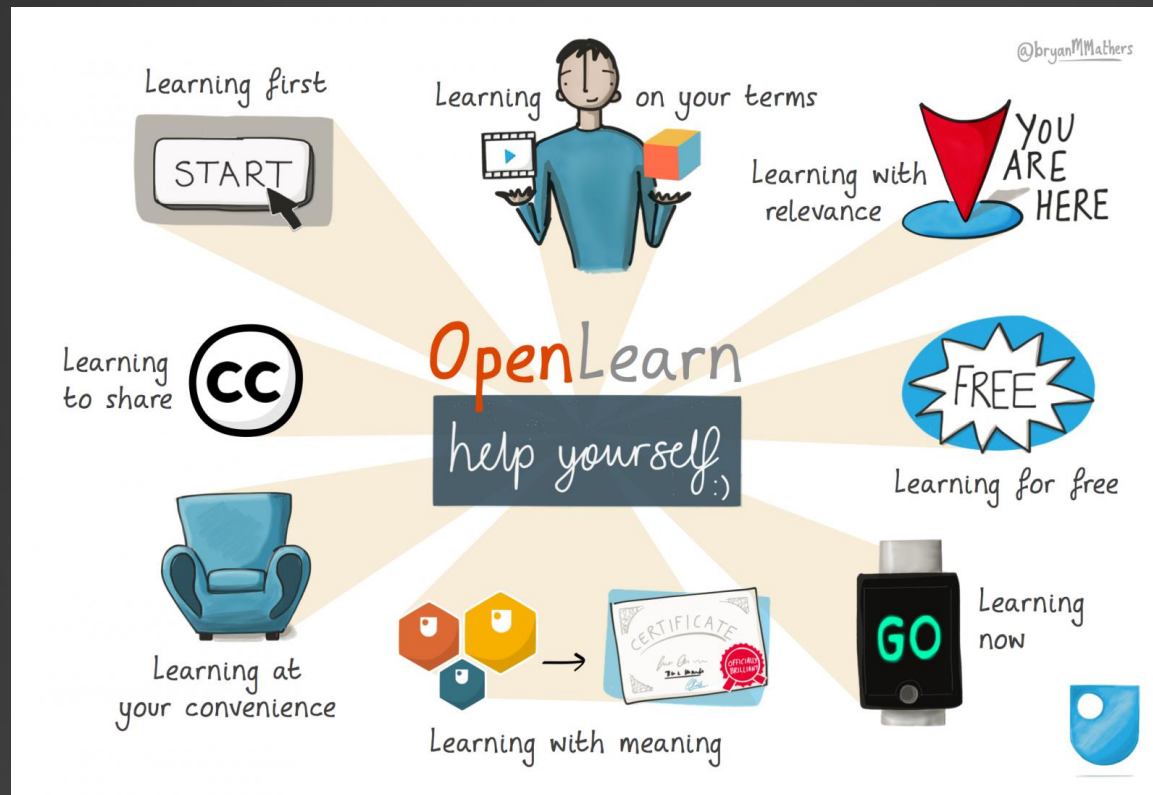 @bryanMMathers
Learning first
START
Learning on your terms
YOU
ARE
HERE
Learning with
relevance
Learning
to share
CC
OpenLearn
help yourself
:)
FREE
Learning for free
Learning at
your convenience
CERTIFICATE
OFFICIALLY
BRILLIANT
Learning with meaning
GO
Learning
now